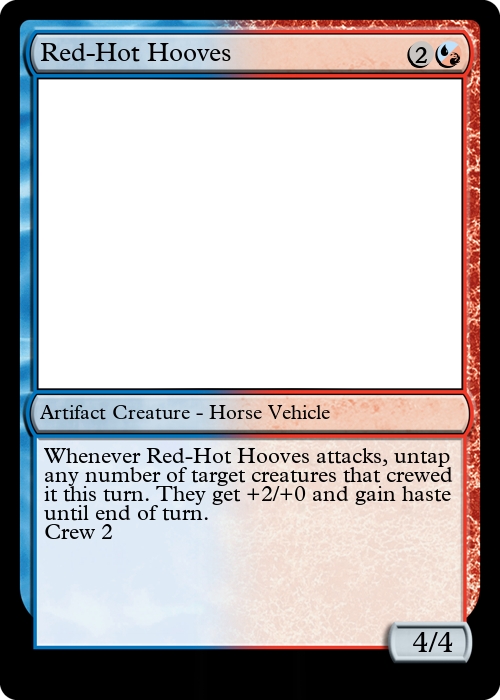 Red-Hot Hooves 2
Artifact Creature - Horse Vehicle
Whenever Red-Hot Hooves attacks, untap
any number of target creatures that crewed
it this turn. They get +2/+0 and gain haste
until end of turn.
Crew 2
4/4